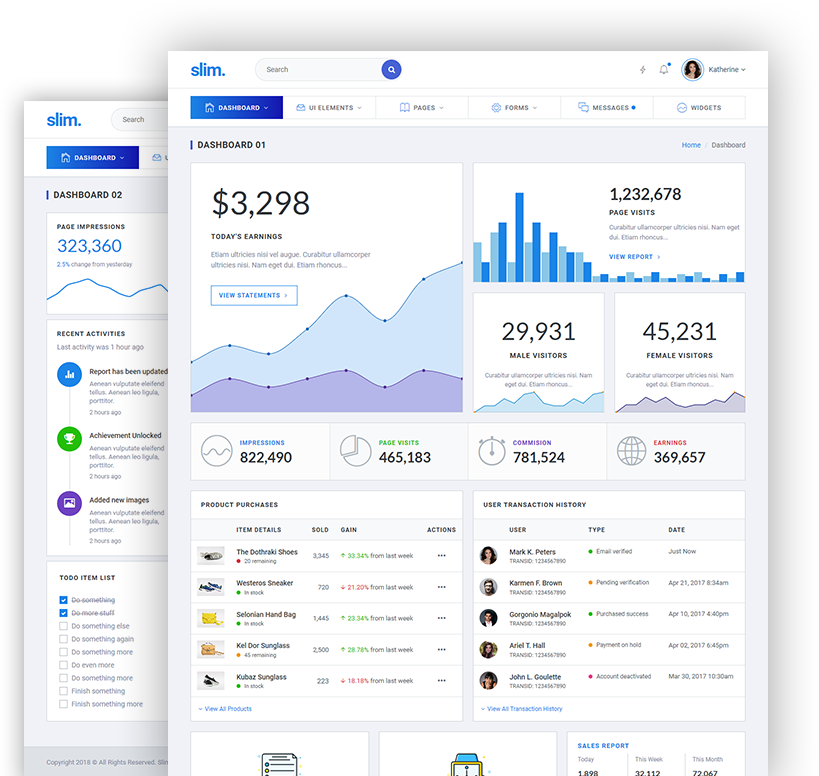 slim.
Search
Katherine
DASHBOARD
UI ELEMENTS
PAGES
FORMS
MESSAGES
WIDGETS
DASHBOARD 01
Home / Dashboard
$3,298
TODAY'S EARNINGS
Etiam ultricies nisi vel augue. Curabitur ullamcorper
ultricies nisi. Nam eget dui. Etiam rhoncus...
VIEW STATEMENTS
1,232,678
PAGE VISITS
Curabitur ullamcorper ultricies nisi. Nam eget
dui. Etiam rhoncus...
VIEW REPORT
29,931
MALE VISITORS
Curabitur ullamcorper ultricies nisi. Nam
eget dui. Etiam rhoncus...
45,231
FEMALE VISITORS
Curabitur ullamcorper ultricies nisi. Nam
eget dui. Etiam rhoncus...
IMPRESSIONS
822,490
PAGE VISITS
465,183
COMMISION
781,524
EARNINGS
369,657
PRODUCT PURCHASES
ITEM DETAILS SOLD GAIN ACTIONS
The Dothraki Shoes 3,345 33.34% from last week
20 remaining
Westeros Sneaker 720 21.20% from last week
In stock
Selonian Hand Bag 1,445 23.34% from last week
In stock
Kel Dor Sunglass 2,500 28.78% from last week
45 remaining
Kubaz Sunglass 223 18.18% from last week
In stock
View All Products
USER TRANSACTION HISTORY
USER TYPE DATE
Mark K. Peters Email verified Just Now
TRANSID: 1234567890
Karmen F. Brown Pending verification Apr 21, 2017 8:34am
TRANSID: 1234567890
Gorgonio Magalpok Purchased success Apr 10, 2017 4:40pm
TRANSID: 1234567890
Ariel T. Hall Payment on hold Apr 02, 2017 6:45pm
TRANSID: 1234567890
John L. Goulette Account deactivated Mar 30, 2017 10:30am
TRANSID: 1234567890
View All Transaction History
SALES REPORT
Today This Week This Month
1,898 32,112 72,067
slim.
Search
DASHBOARD
DASHBOARD 02
PAGE IMPRESSIONS
323,360
2.5% change from yesterday
RECENT ACTIVITIES
Last activity was 1 hour ago
Report has been updated
Aenean vulputate eleifend
tellus. Aenean leo ligula,
porttitor.
2 hours ago
Achievement Unlocked
Aenean vulputate eleifend
tellus. Aenean leo ligula,
porttitor.
2 hours ago
Added new images
Aenean vulputate eleifend
tellus. Aenean leo ligula,
porttitor.
2 hours ago
TODO ITEM LIST
Do something
Do more stuff
Do something else
Do something again
Do something more
Do even more
Do something more
Finish something
Finish something more
Copyright 2018 © All Rights Reserved. Slim